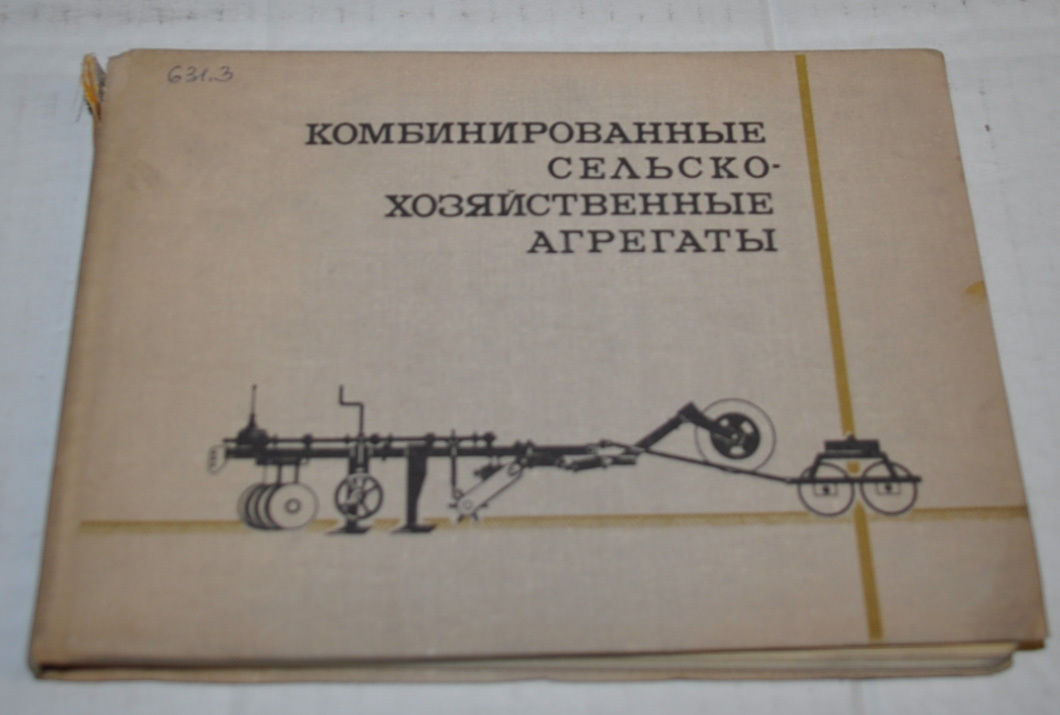 631.3
КОМБИНИРОВАННЫЕ
СЕЛЬСКО-
ХОЗЯЙСТВЕННЫЕ
АГРЕГАТЫ